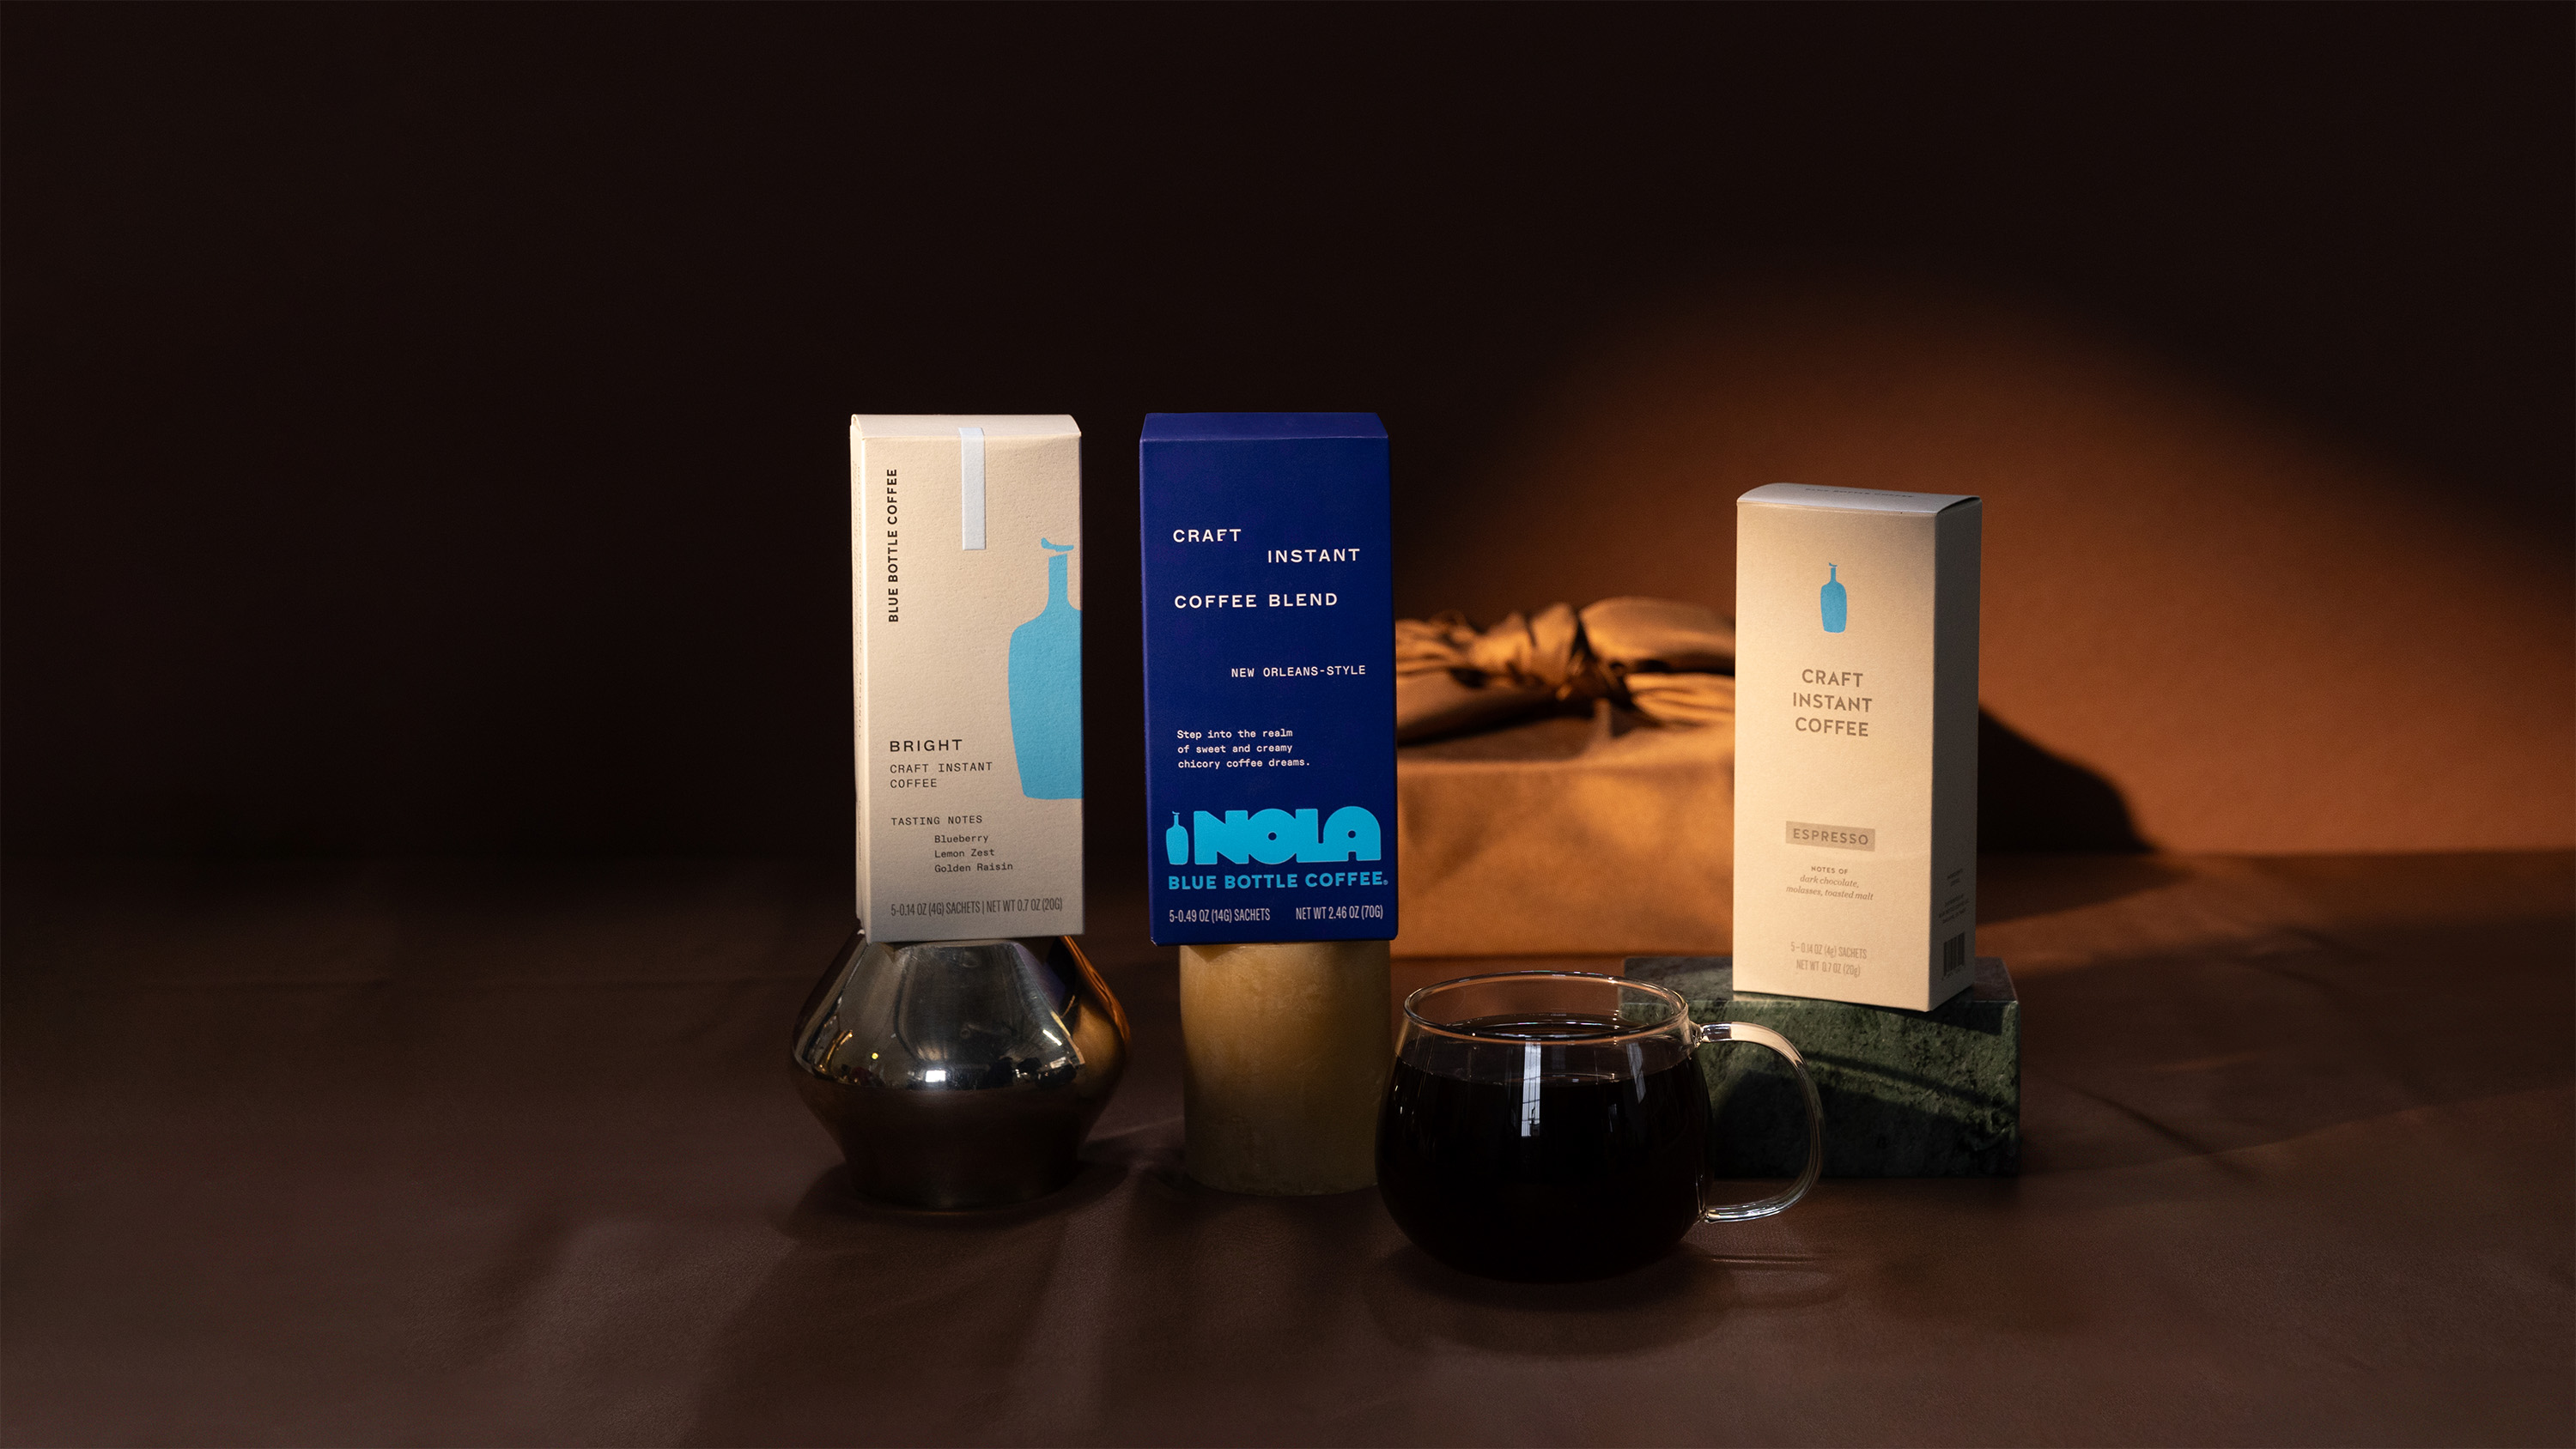 BLUE BOTTLE COFFEE
BRIGHT
CRAFT INSTANT
COFFEE
TASTING NOTES
Blueberry
Lemon Zest
Golden Raisin
5-0.14 OZ (4G) SACHETS | NET WT 0.7 OZ (20G)
CRAFT
INSTANT
COFFEE BLEND
NEW ORLEANS-STYLE
Step into the realm
of sweet and creamy
chicory coffee dreams.
NOLA
BLUE BOTTLE COFFEE®
5-0.49 OZ (14G) SACHETS NET WT 2.46 OZ (70G)
CRAFT
INSTANT
COFFEE
ESPRESSO
NOTES OF
dark chocolate,
molasses, toasted malt
5-0.14 OZ (4g) SACHETS
NET WT 0.7 OZ (20g)